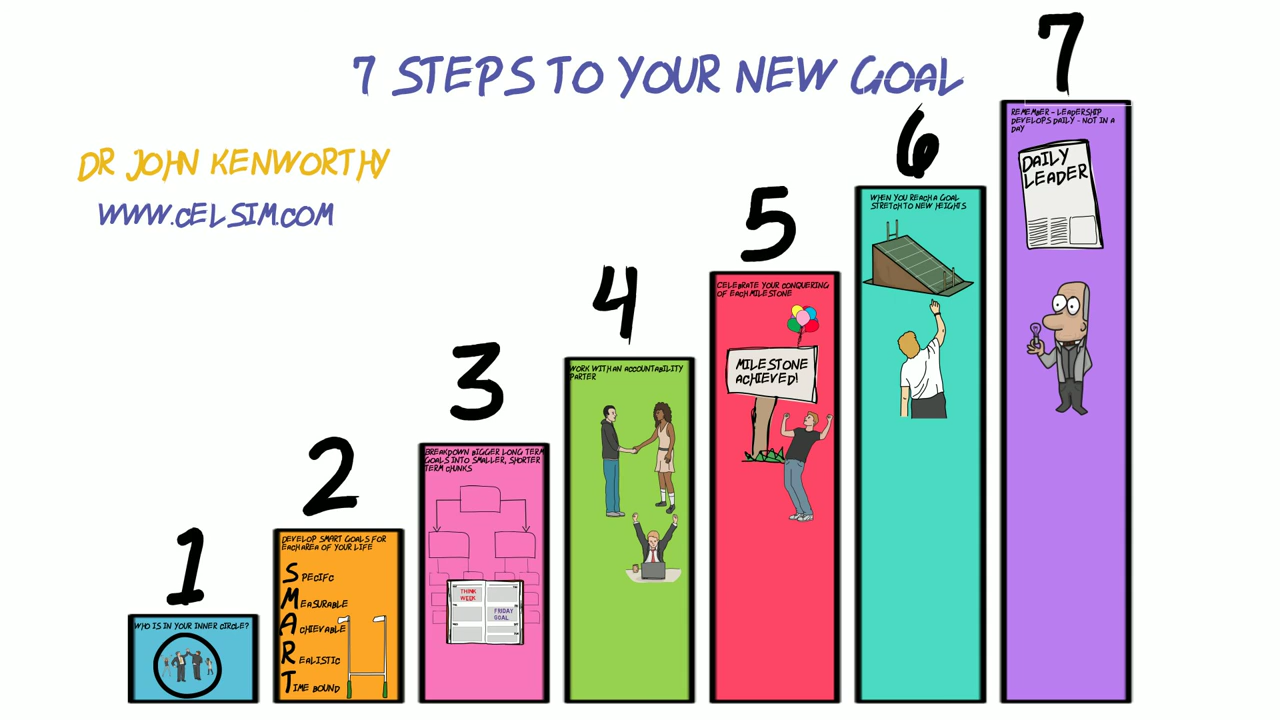 7 STEPS TO YOUR NEW GOAL
DR JOHN KENWORTHY
WWW.CELSIM.COM
1
WHO IS IN YOUR INNER CIRCLE?
2
DEVELOP SMART GOALS FOR
EACH AREA OF YOUR LIFE
SPECIFC
MEASURABLE
ACHIEVABLE
REALISTIC
TIME BOUND
3
BREAKDOWN BIGGER LONG TERM
GOALS INTO SMALLER, SHORTER
TERM CHUNKS
THINK
WEEK
FRIDAY
GOAL
4
WORK WITH AN ACCOUNTABILITY
PARTER
5
CELEBRATE YOUR CONQUERING
OF EACH MILESTONE
MILESTONE
ACHIEVED!
6
WHEN YOU REACH A GOAL
STRETCH TO NEW HEIGHTS
7
REMEMBER - LEADERSHIP
DEVELOPS DAILY - NOT IN A
DAY
DAILY
LEADER